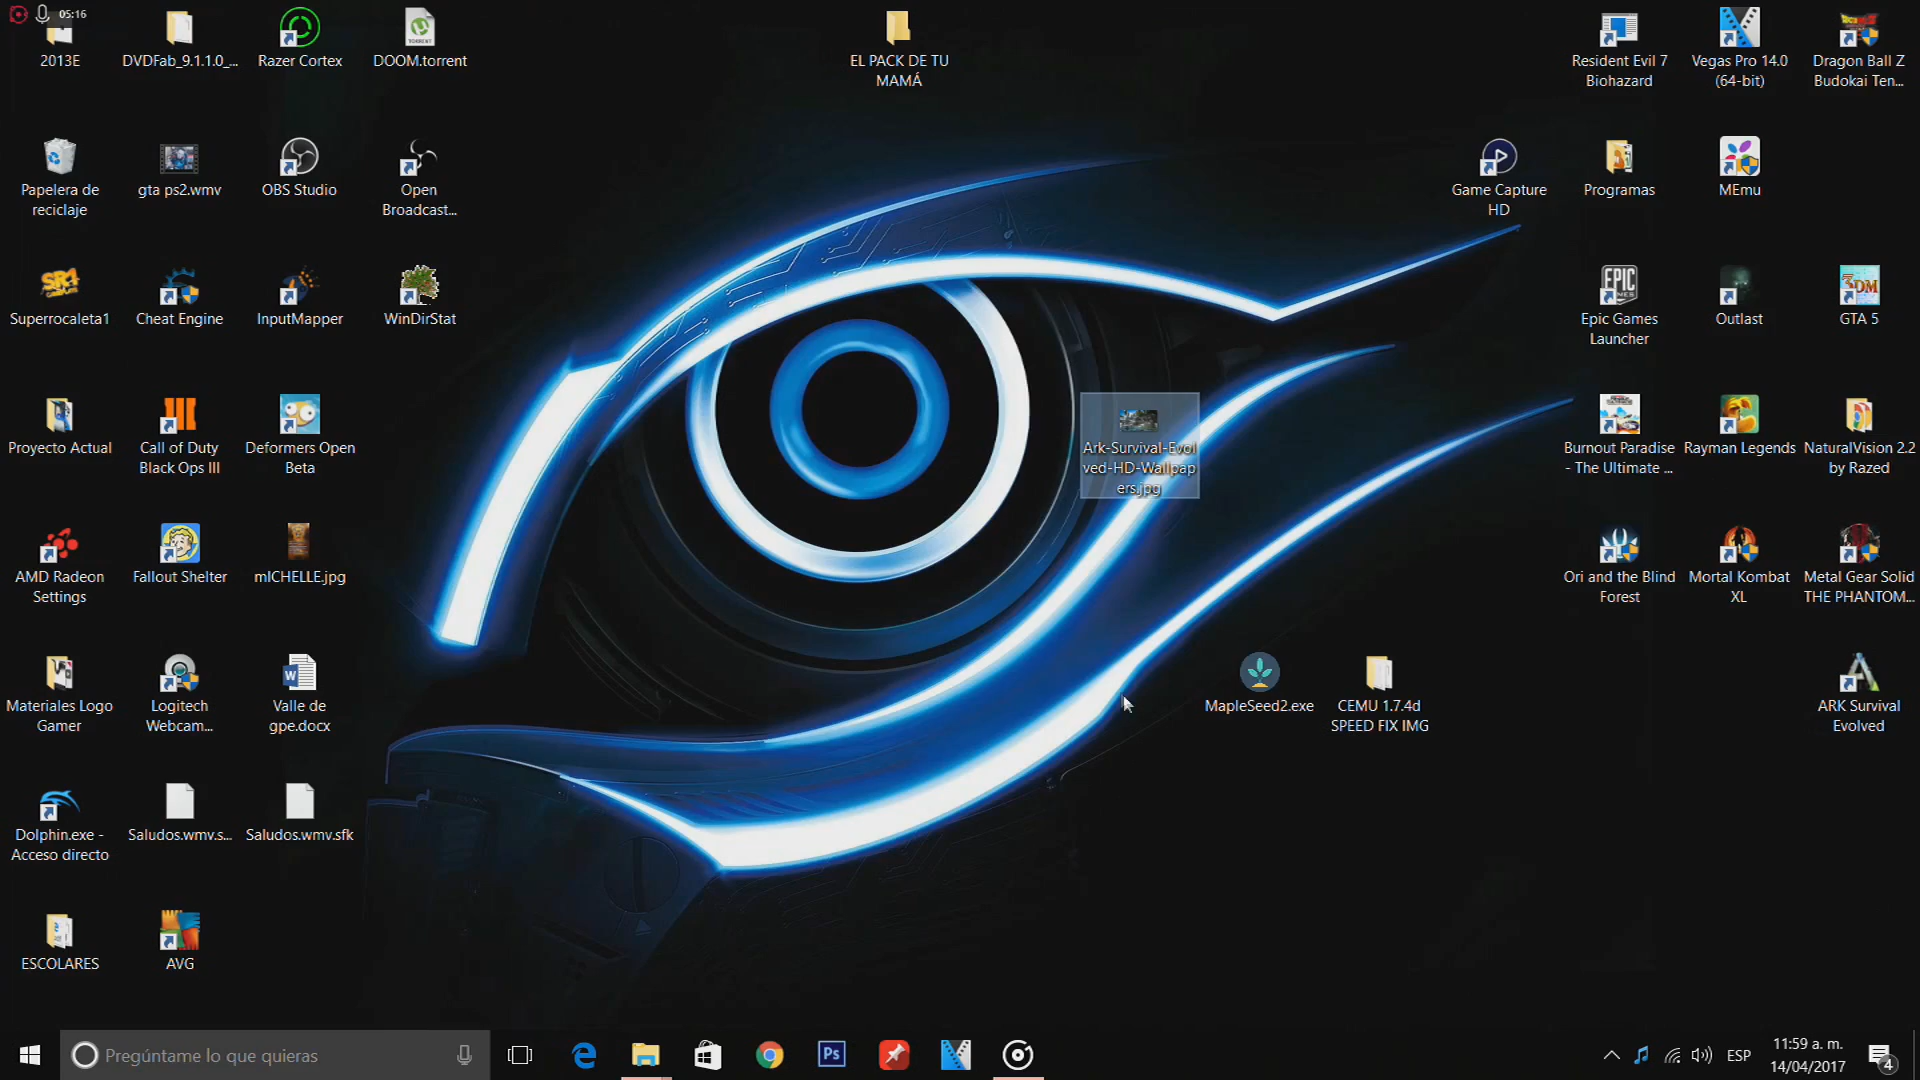 05:16
2013E
DVDFab_9.1.1.0_...
Razer Cortex
TORRENT
DOOM.torrent
EL PACK DE TU
MAMÁ
Resident Evil 7
Biohazard
Vegas Pro 14.0
(64-bit)
Dragon Ball Z
Budokai Ten...
Papelera de
reciclaje
gta ps2.wmv
OBS Studio
Open
Broadcast...
Game Capture
HD
Programas
MEmu
Superrocaleta1
Cheat Engine
InputMapper
WinDirStat
EPIC
GAMES
Epic Games
Launcher
Outlast
3DM
GTA 5
Proyecto Actual
Call of Duty
Black Ops III
Deformers Open
Beta
Ark-Survival-Evol
ved-HD-Wallpap
ers.jpg
Burnout Paradise
- The Ultimate ...
Rayman Legends
NaturalVision 2.2
by Razed
AMD Radeon
Settings
Fallout Shelter
mICHELLE.jpg
Ori and the Blind
Forest
Mortal Kombat
XL
Metal Gear Solid
THE PHANTOM...
Materiales Logo
Gamer
Logitech
Webcam...
Valle de
gpe.docx
MapleSeed2.exe
CEMU 1.7.4d
SPEED FIX IMG
ARK Survival
Evolved
Dolphin.exe -
Acceso directo
Saludos.wmv.s...
Saludos.wmv.sfk
ESCOLARES
AVG
Pregúntame lo que quieras
Ps
ESP
11:59 a. m.
14/04/2017
4